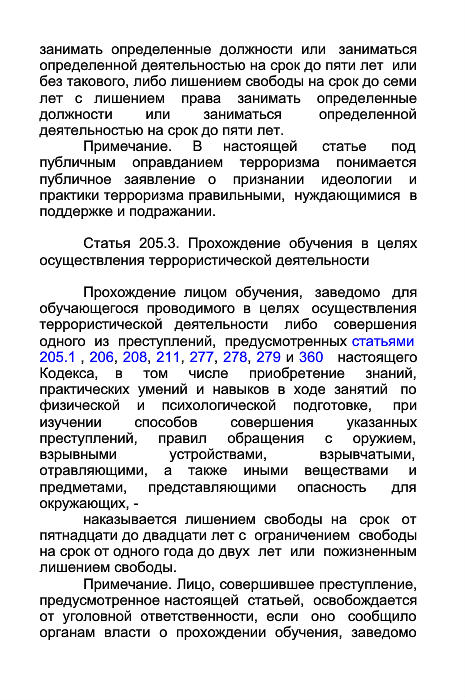 занимать определенные должности или заниматься
определенной деятельностью на срок до пяти лет или
без такового, либо лишением свободы на срок до семи
лет с лишением права занимать определенные
должности или заниматься определенной
деятельностью на срок до пяти лет.
Примечание. В настоящей статье под
публичным оправданием терроризма понимается
публичное заявление о признании идеологии и
практики терроризма правильными, нуждающимися в
поддержке и подражании.
Статья 205.3. Прохождение обучения в целях
осуществления террористической деятельности
Прохождение лицом обучения, заведомо для
обучающегося проводимого в целях осуществления
террористической деятельности либо совершения
одного из преступлений, предусмотренных статьями
205.1 , 206, 208, 211, 277, 278, 279 и 360 настоящего
Кодекса, в том числе приобретение знаний,
практических умений и навыков в ходе занятий по
физической и психологической подготовке, при
изучении способов совершения указанных
преступлений, правил обращения с оружием,
взрывными устройствами, взрывчатыми,
отравляющими, а также иными веществами и
предметами, представляющими опасность для
окружающих, -
наказывается лишением свободы на срок от
пятнадцати до двадцати лет с ограничением свободы
на срок от одного года до двух лет или пожизненным
лишением свободы.
Примечание. Лицо, совершившее преступление,
предусмотренное настоящей статьей, освобождается
от уголовной ответственности, если оно сообщило
органам власти о прохождении обучения, заведомо